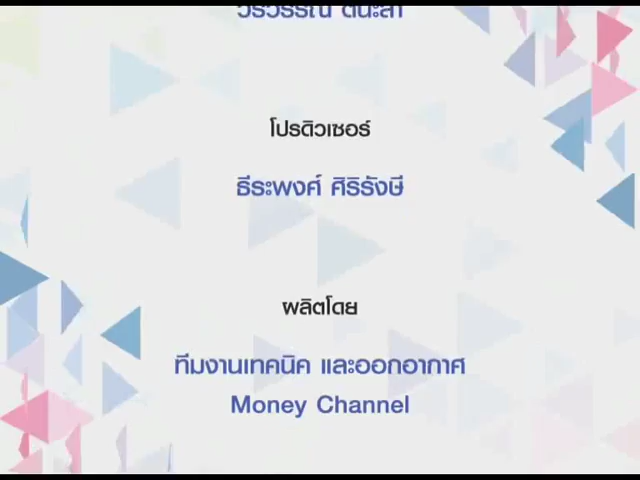 โปรดิวเซอร์
ธีระพงศ์ ศิริรังษี
ผลิตโดย
ทีมงานเทคนิค และออกอากาศ
Money Channel